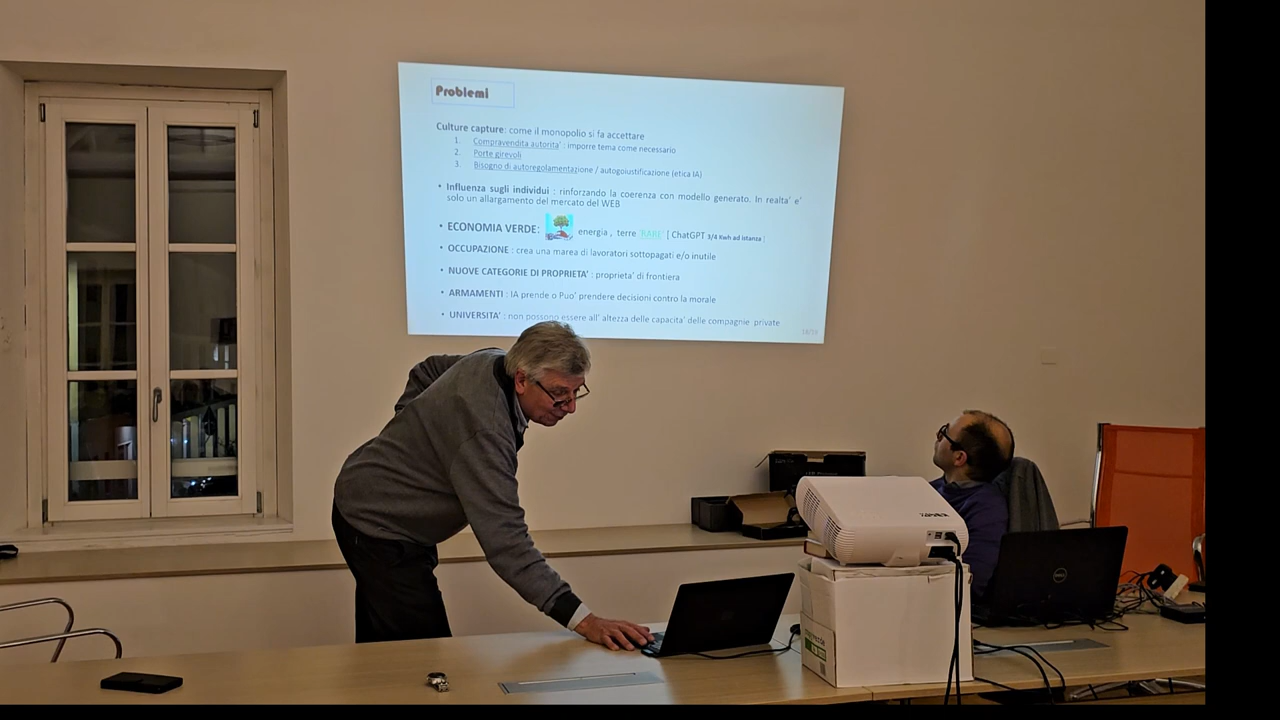 Problemi
Culture capture: come il monopolio si fa accettare
1. Compravendita autorita' : imporre tema come necessario
2. Porte girevoli
3. Bisogno di autoregolamentazione / autogoiustificazione (etica IA)
• Influenza sugli individui : rinforzando la coerenza con modello generato. In realta' e'
solo un allargamento del mercato del WEB
• ECONOMIA VERDE: energia , terre 'RARE' [ ChatGPT 3/4 Kwh ad istanza ]
• OCCUPAZIONE : crea una marea di lavoratori sottopagati e/o inutile
• NUOVE CATEGORIE DI PROPRIETA' : proprieta' di frontiera
• ARMAMENTI : IA prende o Puo' prendere decisioni contro la morale
• UNIVERSITA' : non possono essere all' altezza delle capacita' delle compagnie private
DELL